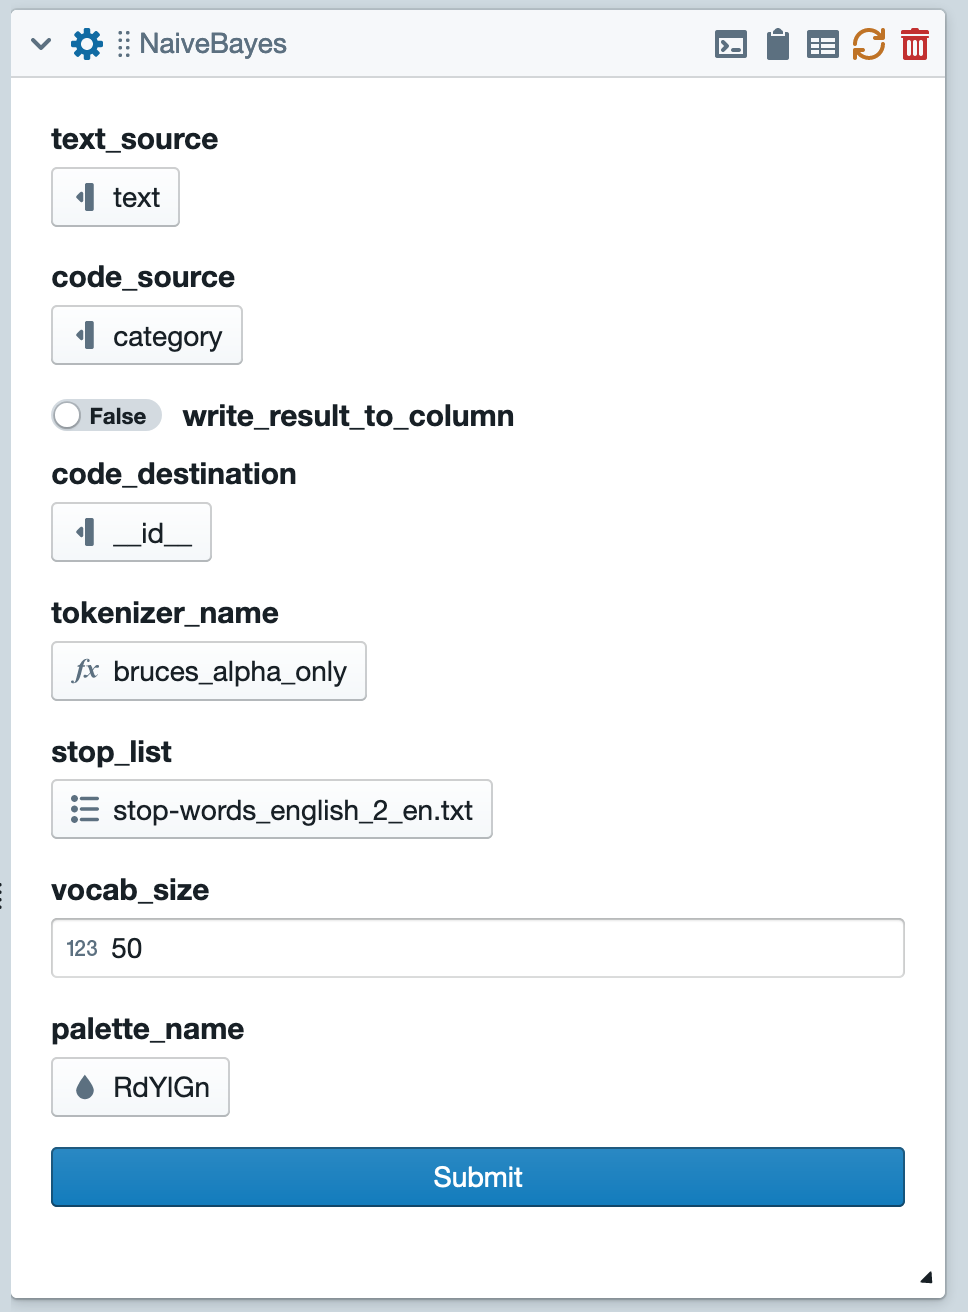 NaiveBayes
text_source
text
code_source
category
False write_result_to_column
code_destination
__id__
tokenizer_name
fx bruces_alpha_only
stop_list
stop-words_english_2_en.txt
vocab_size
123 50
palette_name
RdYlGn
Submit